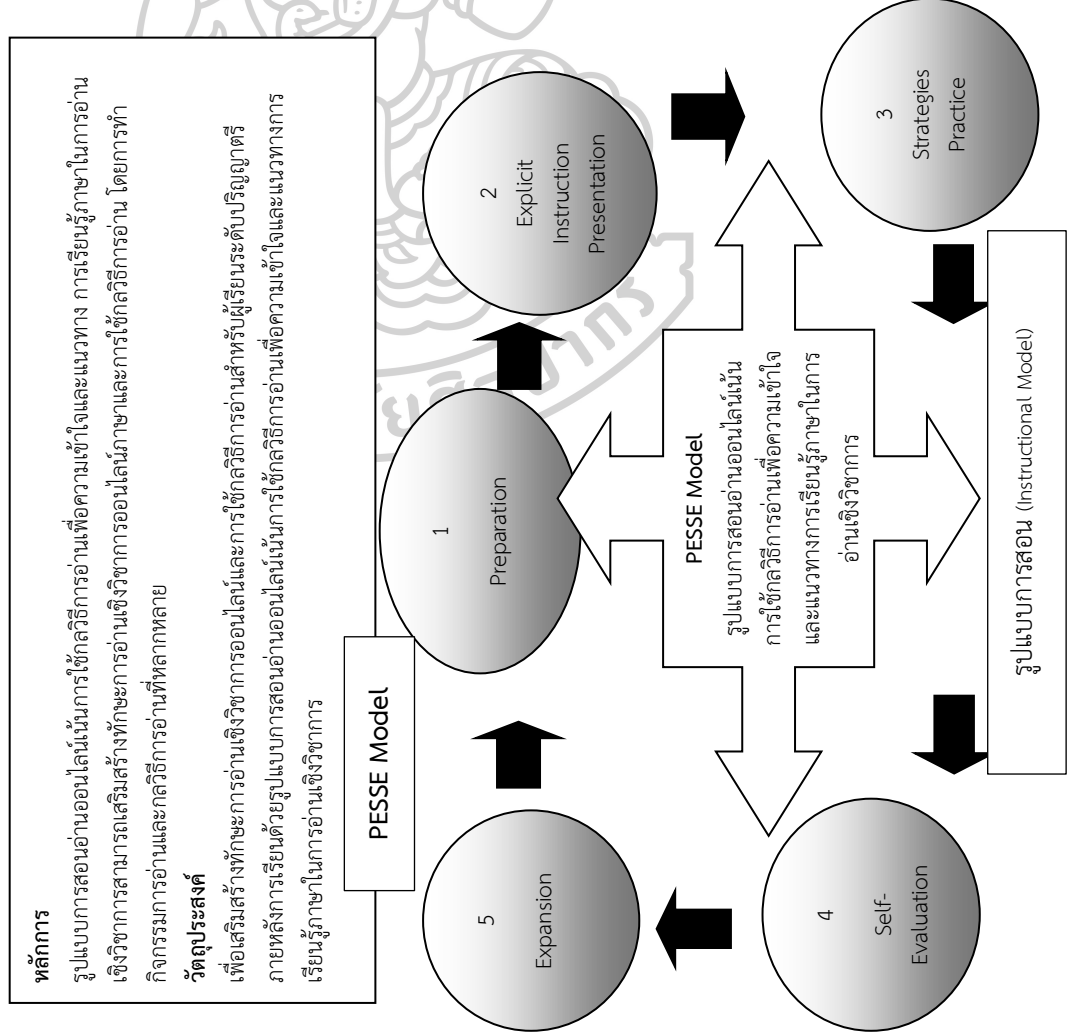 หลักการ
รูปแบบการสอนอ่านออนไลน์เน้นการใช้กลวิธีการอ่านเพื่อความเข้าใจและแนวทาง การเรียนรู้ภาษาในการอ่าน
เชิงวิชาการสามารถเสริมสร้างทักษะการอ่านเชิงวิชาการออนไลน์ภาษาและการใช้กลวิธีการอ่าน โดยการทำ
กิจกรรมการอ่านและกลวิธีการอ่านที่หลากหลาย
วัตถุประสงค์
เพื่อเสริมสร้างทักษะการอ่านเชิงวิชาการออนไลน์และการใช้กลวิธีการอ่านสำหรับผู้เรียนระดับปริญญาตรี
ภายหลังการเรียนด้วยรูปแบบการสอนอ่านออนไลน์เน้นการใช้กลวิธีการอ่านเพื่อความเข้าใจและแนวทางการ
เรียนรู้ภาษาในการอ่านเชิงวิชาการ
PESSE Model
1
Preparation
2
Explicit
Instruction
Presentation
3
Strategies
Practice
4
Self-
Evaluation
5
Expansion
PESSE Model
รูปแบบการสอนอ่านออนไลน์เน้น
การใช้กลวิธีการอ่านเพื่อความเข้าใจ
และแนวทางการเรียนรู้ภาษาในการ
อ่านเชิงวิชาการ
รูปแบบการสอน (Instructional Model)